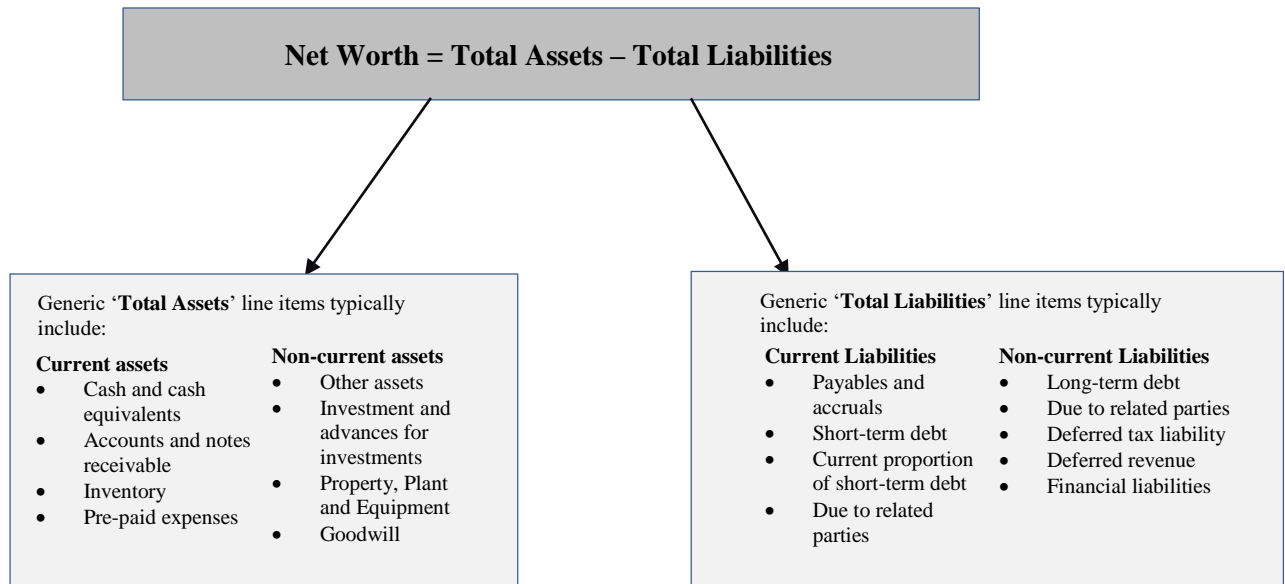 Net Worth = Total Assets – Total Liabilities
Generic ‘Total Assets’ line items typically
include:
Current assets
• Cash and cash
equivalents
• Accounts and notes
receivable
• Inventory
• Pre-paid expenses
Non-current assets
• Other assets
• Investment and
advances for
investments
• Property, Plant
and Equipment
• Goodwill
Generic ‘Total Liabilities’ line items typically
include:
Current Liabilities
• Payables and
accruals
• Short-term debt
• Current proportion
of short-term debt
• Due to related
parties
Non-current Liabilities
• Long-term debt
• Due to related parties
• Deferred tax liability
• Deferred revenue
• Financial liabilities